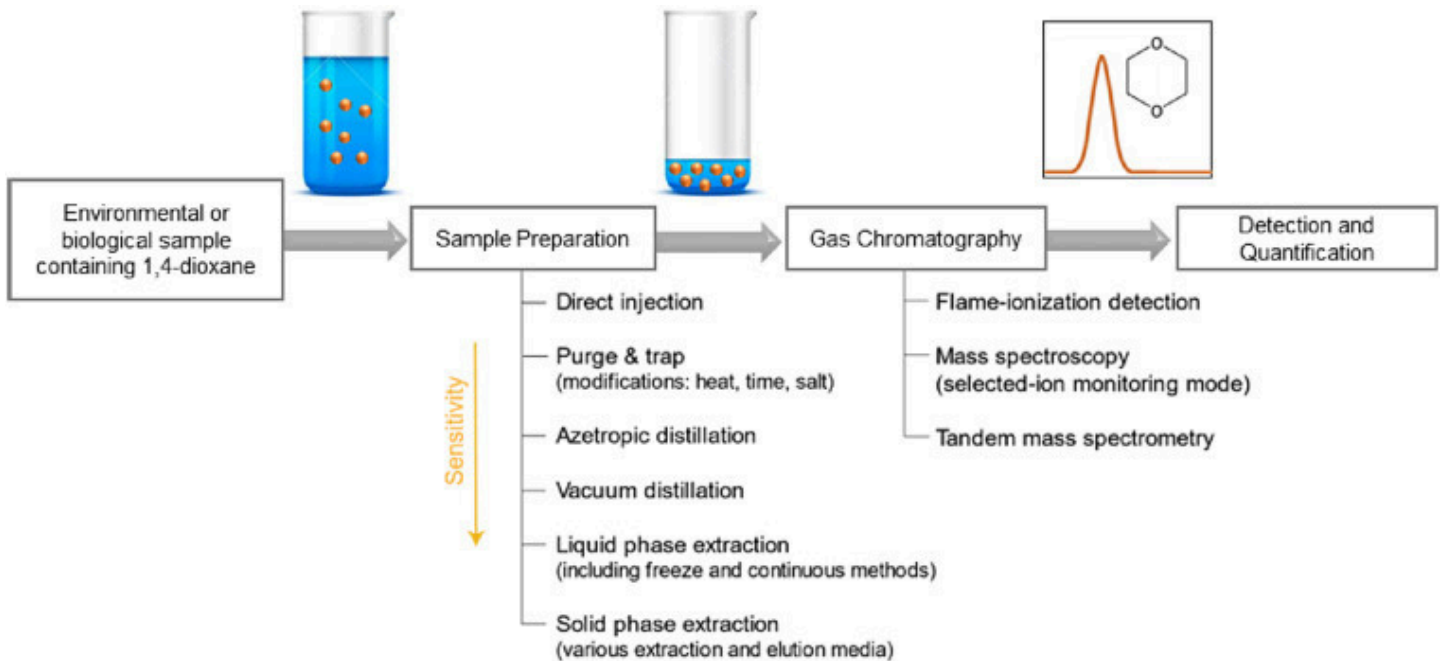 O
O
Environmental or
biological sample
containing 1,4-dioxane
Sample Preparation
Gas Chromatography
Detection and
Quantification
Direct injection
Purge & trap
(modifications: heat, time, salt)
Azetropic distillation
Vacuum distillation
Liquid phase extraction
(including freeze and continuous methods)
Solid phase extraction
(various extraction and elution media)
Sensitivity
Flame-ionization detection
Mass spectroscopy
(selected-ion monitoring mode)
Tandem mass spectrometry